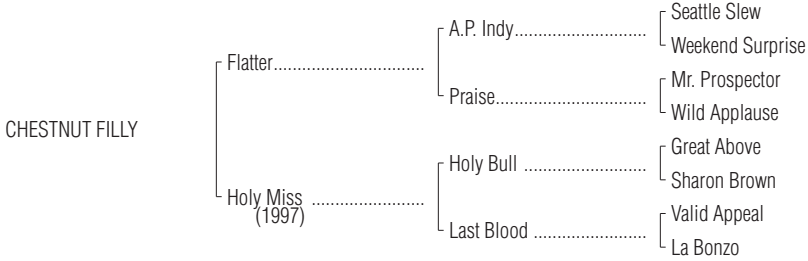 Seattle Slew
A.P. Indy..............................
Weekend Surprise
Flatter..................................
Mr. Prospector
Praise..................................
Wild Applause
CHESTNUT FILLY
Great Above
Holy Bull ...........................
Sharon Brown
Holy Miss .........................
(1997)
Valid Appeal
Last Blood .........................
La Bonzo